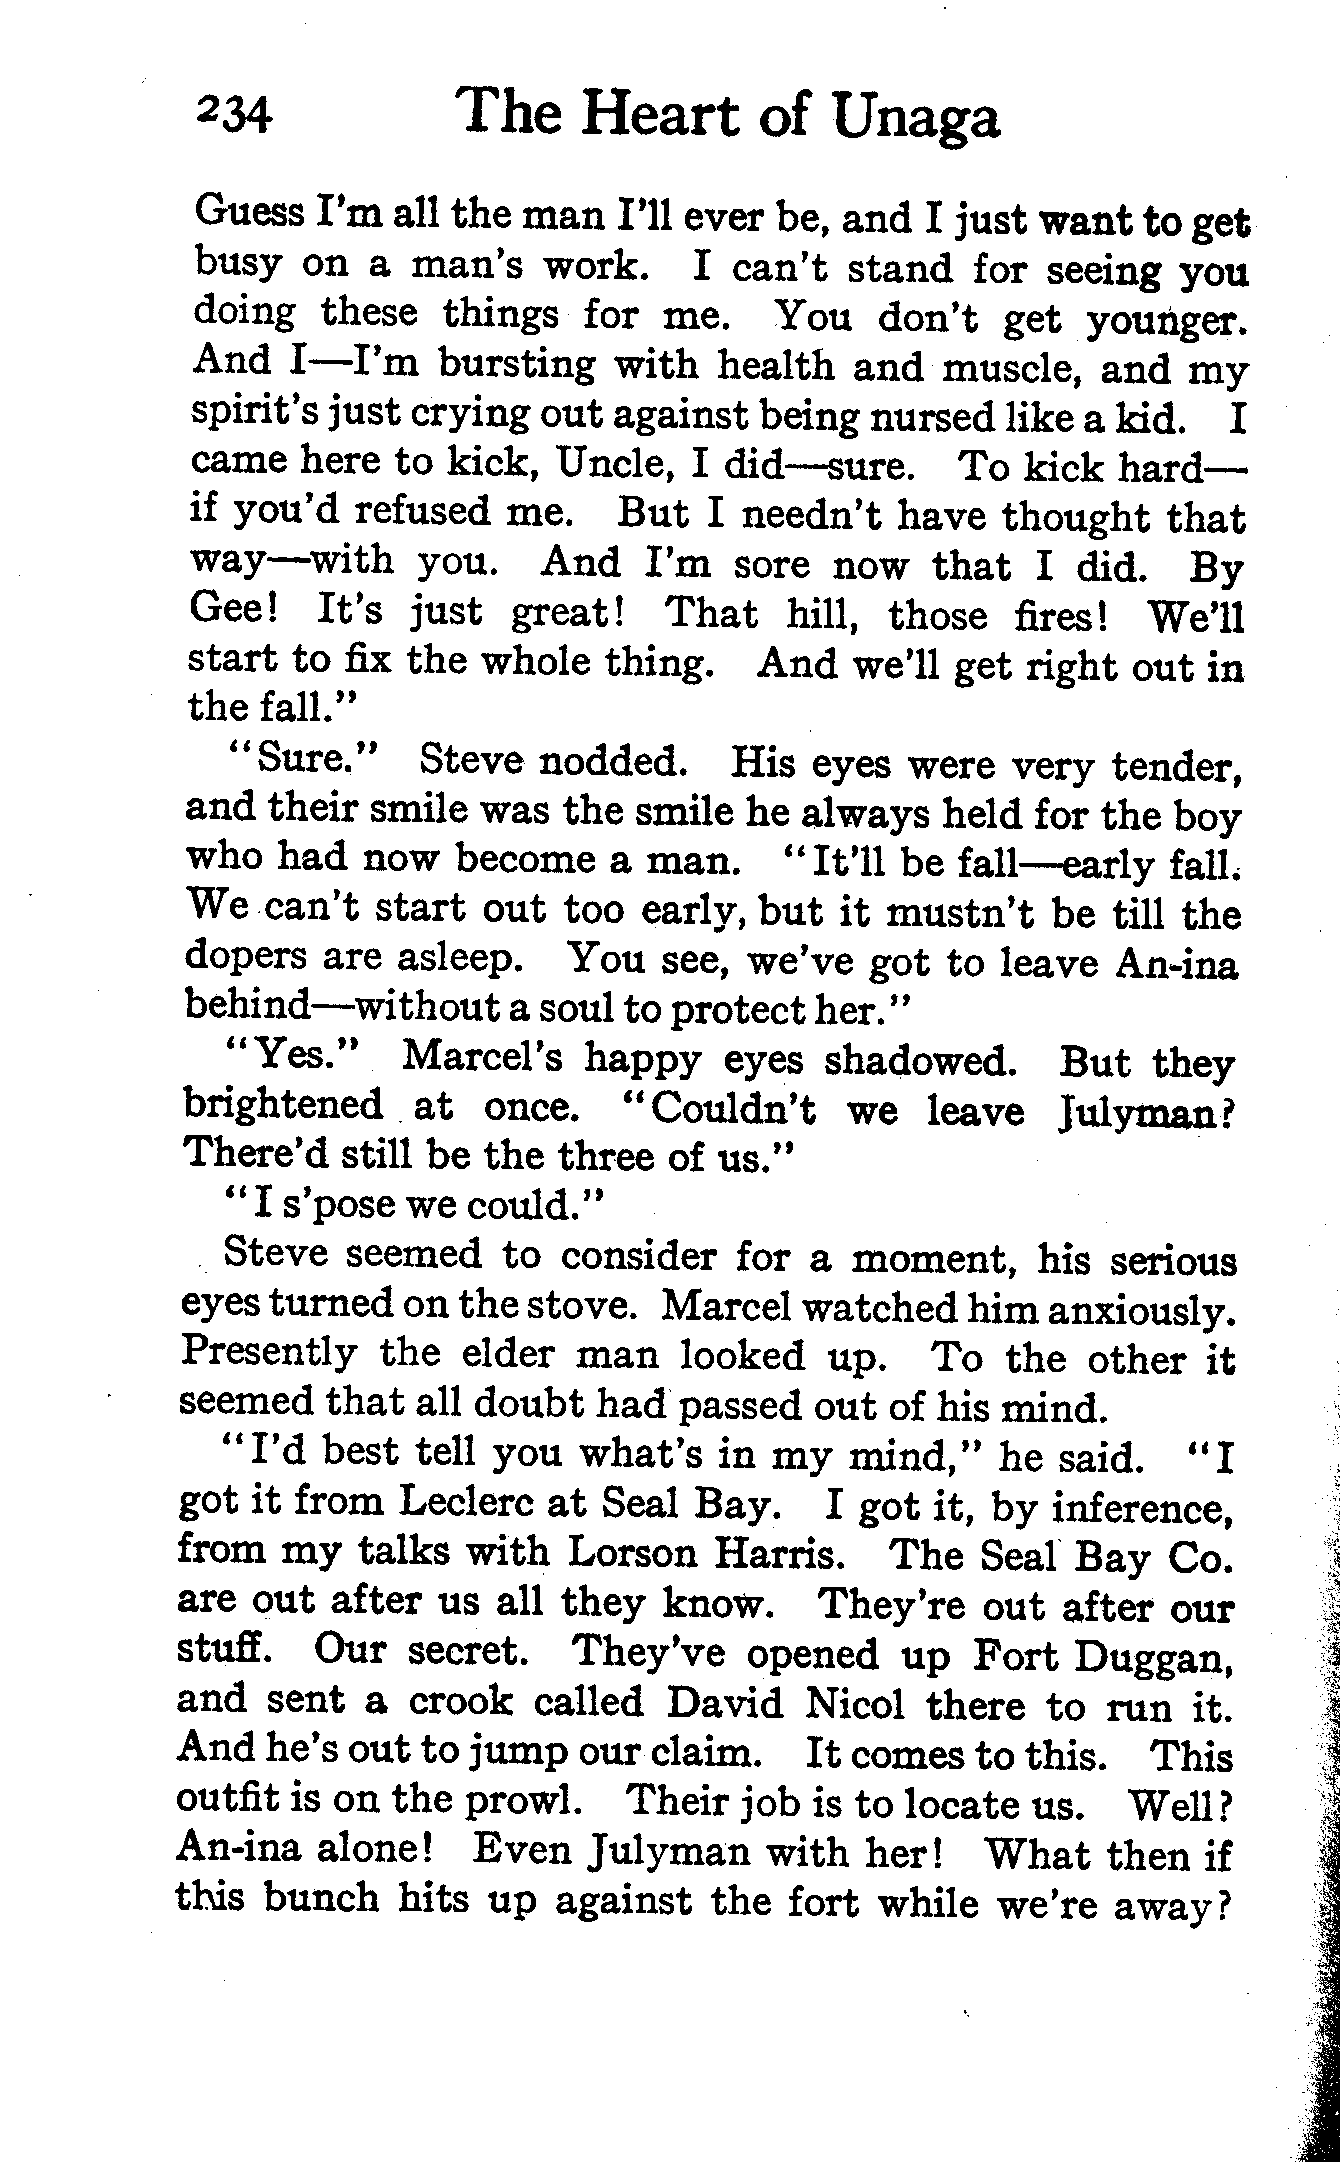 234 The Heart of Unaga
Guess I'm all the man I'll ever be, and I just want to get
busy on a man's work. I can't stand for seeing you
doing these things for me. You don't get younger.
And I—I'm bursting with health and muscle, and my
spirit's just crying out against being nursed like a kid. I
came here to kick, Uncle, I did—sure. To kick hard—
if you'd refused me. But I needn't have thought that
way—with you. And I'm sore now that I did. By
Gee! It's just great! That hill, those fires! We'll
start to fix the whole thing. And we'll get right out in
the fall."
"Sure." Steve nodded. His eyes were very tender,
and their smile was the smile he always held for the boy
who had now become a man. "It'll be fall—early fall.
We can't start out too early, but it mustn't be till the
dopers are asleep. You see, we've got to leave An-ina
behind—without a soul to protect her."
"Yes." Marcel's happy eyes shadowed. But they
brightened at once. "Couldn't we leave Julyman?
There'd still be the three of us."
"I s'pose we could."
Steve seemed to consider for a moment, his serious
eyes turned on the stove. Marcel watched him anxiously.
Presently the elder man looked up. To the other it
seemed that all doubt had passed out of his mind.
"I'd best tell you what's in my mind," he said. "I
got it from Leclerc at Seal Bay. I got it, by inference,
from my talks with Lorson Harris. The Seal Bay Co.
are out after us all they know. They're out after our
stuff. Our secret. They've opened up Fort Duggan,
and sent a crook called David Nicol there to run it.
And he's out to jump our claim. It comes to this. This
outfit is on the prowl. Their job is to locate us. Well?
An-ina alone! Even Julyman with her! What then if
this bunch hits up against the fort while we're away?